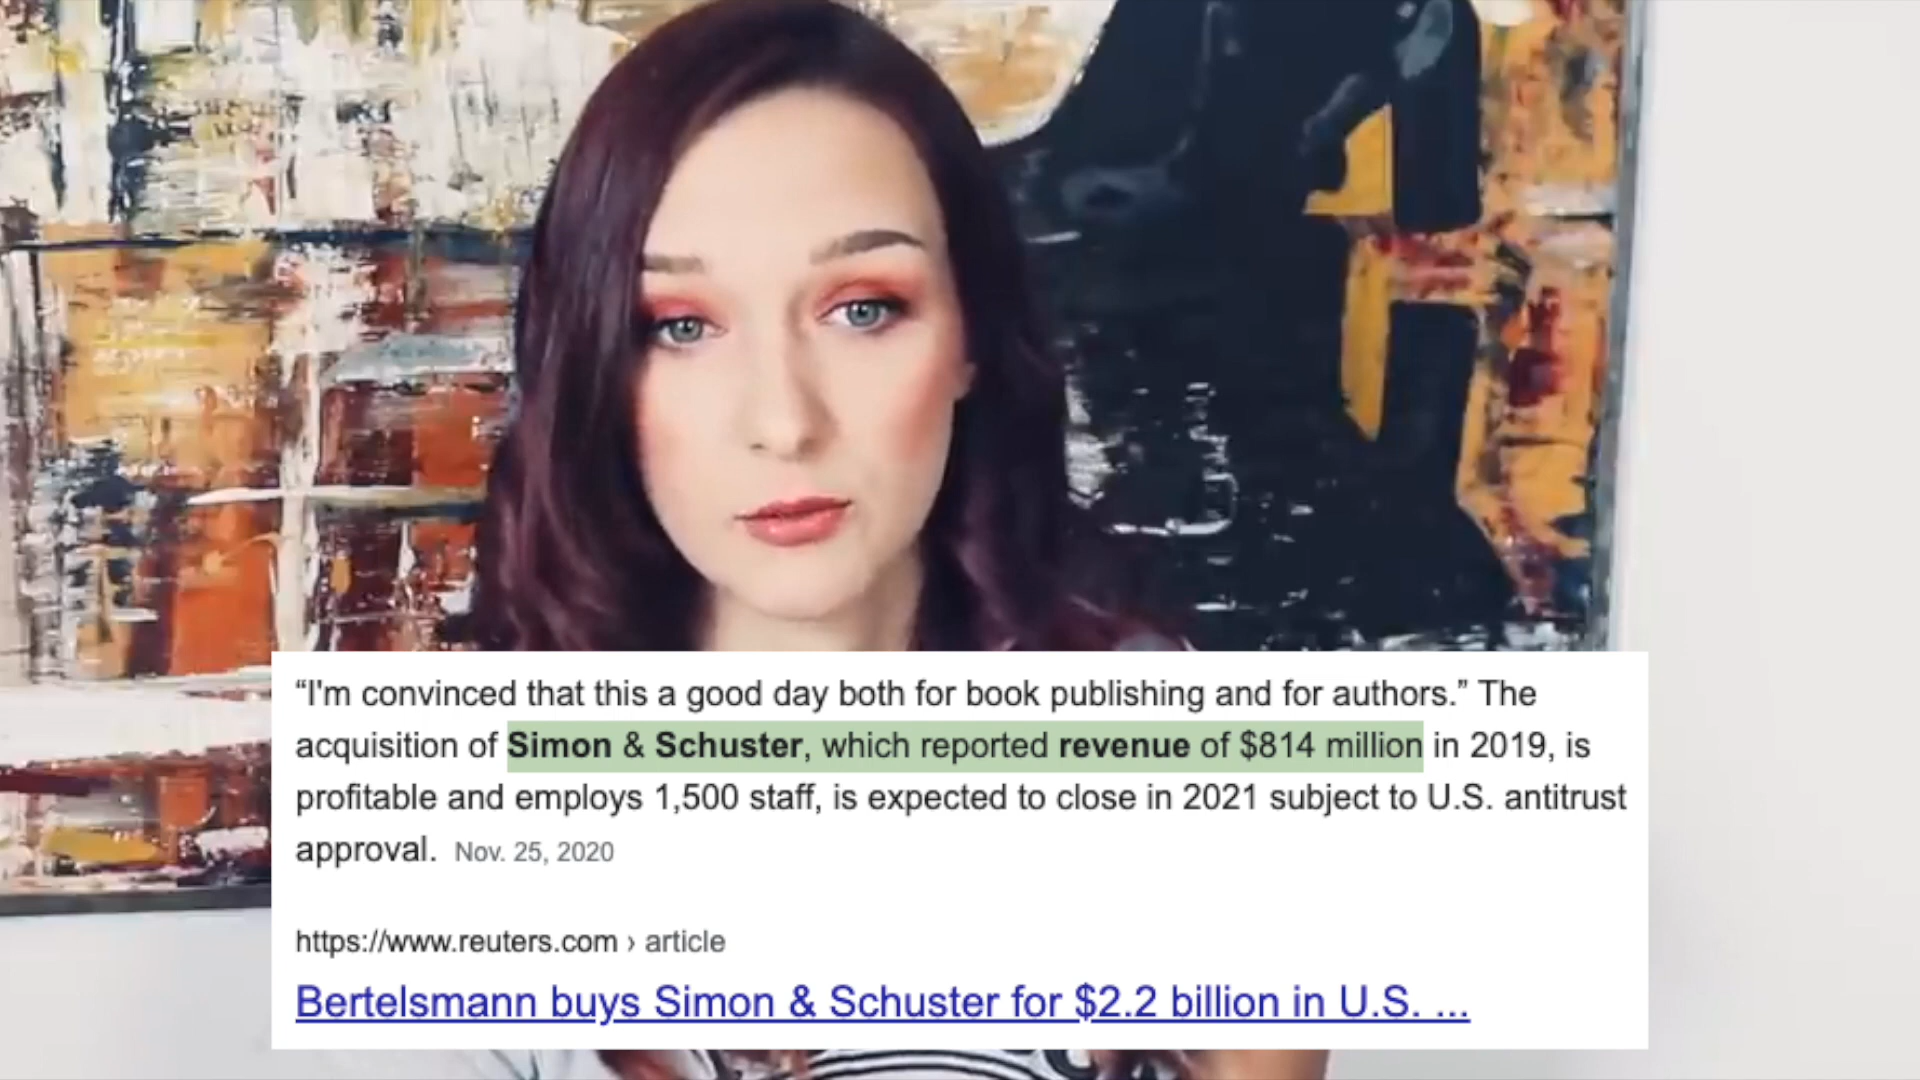 “I'm convinced that this a good day both for book publishing and for authors.” The
acquisition of Simon & Schuster, which reported revenue of $814 million in 2019, is
profitable and employs 1,500 staff, is expected to close in 2021 subject to U.S. antitrust
approval. Nov. 25, 2020
https://www.reuters.com › article
Bertelsmann buys Simon & Schuster for $2.2 billion in U.S. ...